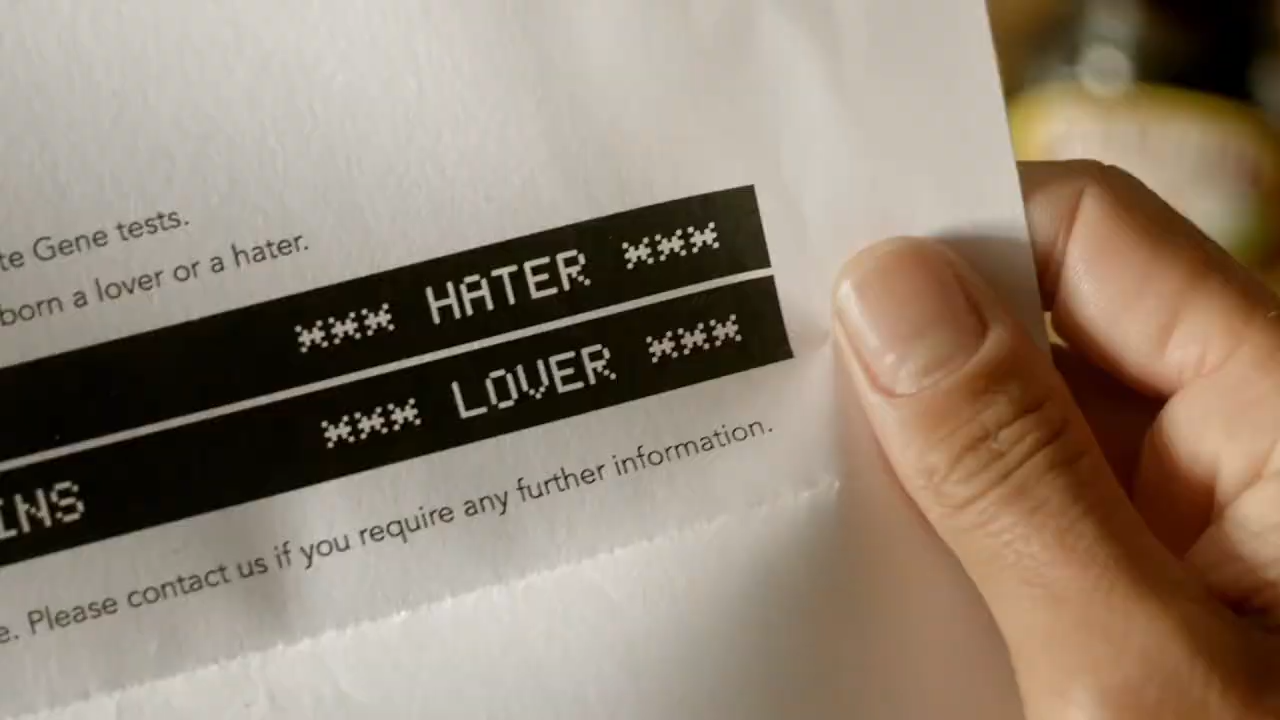 te Gene tests.
born a lover or a hater.
*** HATER ***
INS *** LOVER ***
e. Please contact us if you require any further information.